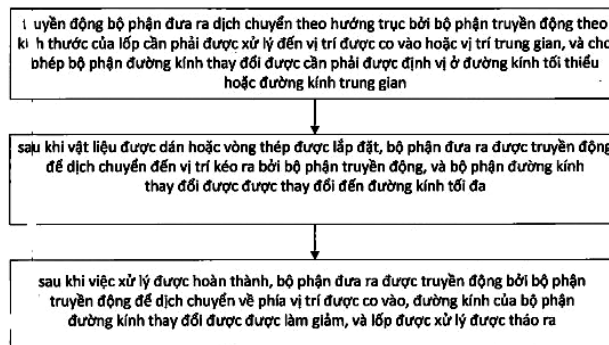 uyền động bộ phận đưa ra dịch chuyển theo hướng trục bởi bộ phận truyền động theo
kích thước của lốp cần phải được xử lý đến vị trí được co vào hoặc vị trí trung gian, và cho
phép bộ phận đường kính thay đổi được cần phải được định vị ở đường kính tối thiểu
hoặc đường kính trung gian
sau khi vật liệu được dán hoặc vòng thép được lắp đặt, bộ phận đưa ra được truyền động
để dịch chuyển đến vị trí kéo ra bởi bộ phận truyền động, và bộ phận đường kính
thay đổi được được thay đổi đến đường kính tối đa
sau khi việc xử lý được hoàn thành, bộ phận đưa ra được truyền động bởi bộ phận
truyền động để dịch chuyển về phía vị trí được co vào, đường kính của bộ phận
đường kính thay đổi được được làm giảm, và lốp được xử lý được tháo ra